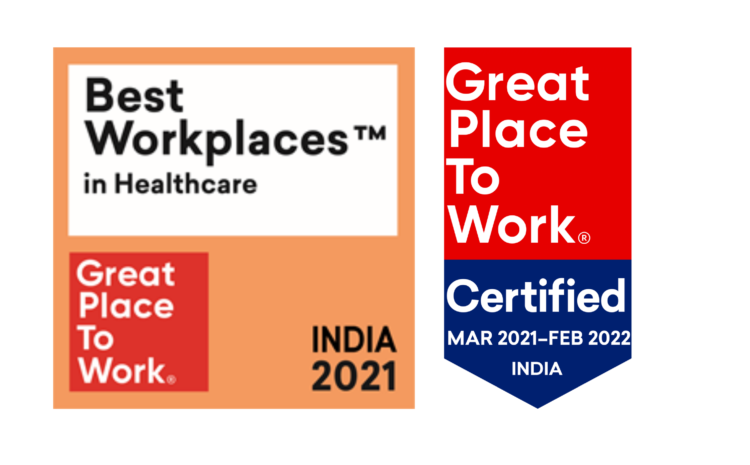 Best
Workplaces™
in Healthcare
Great
Place
To
Work®
INDIA
2021
Great
Place
To
Work®
Certified
MAR 2021–FEB 2022
INDIA